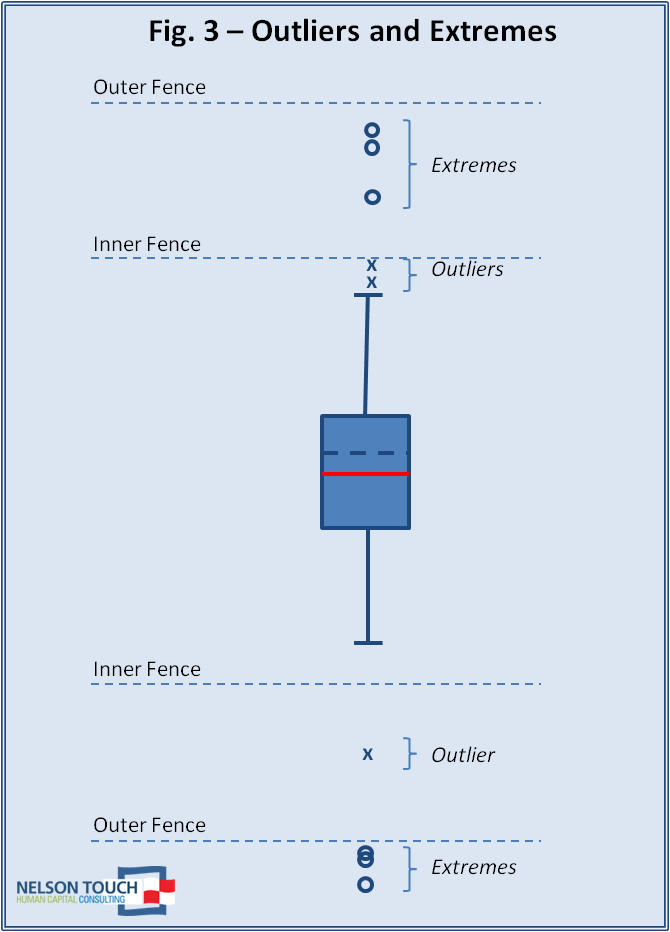 Fig. 3 – Outliers and Extremes
Outer Fence
Extremes
Inner Fence
x
Outliers
x
Inner Fence
x
Outlier
Outer Fence
Extremes
NELSON TOUCH
HUMAN CAPITAL CONSULTING